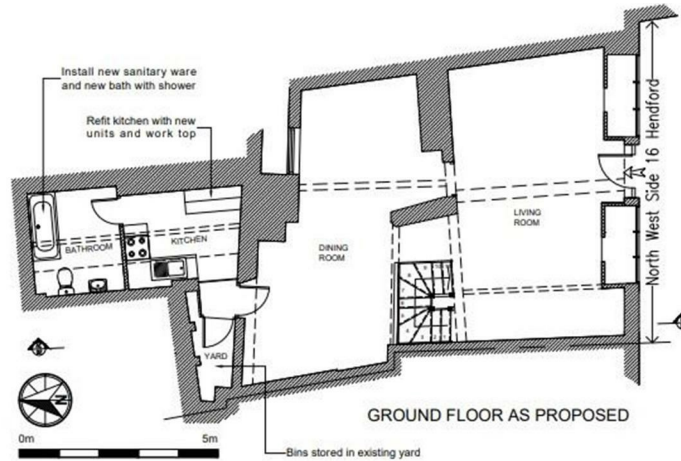 Install new sanitary ware
and new bath with shower
Refit kitchen with new
units and work top
BATHROOM
KITCHEN
DINING
ROOM
LIVING
ROOM
North West Side 16 Hendford
YARD
N
GROUND FLOOR AS PROPOSED
0m
5m
Bins stored in existing yard